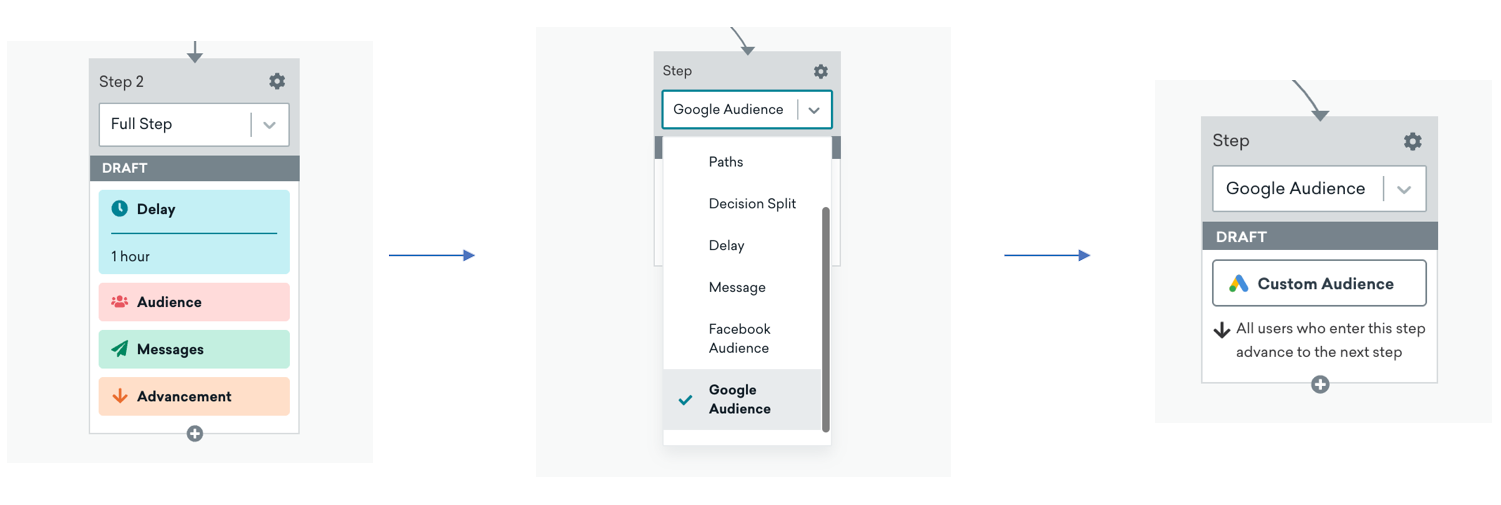 Step 2
Full Step
DRAFT
Delay
1 hour
Audience
Messages
Advancement
Step
Google Audience
Paths
Decision Split
Delay
Message
Facebook
Audience
Google
Audience
Step
Google Audience
DRAFT
Custom Audience
All users who enter this step
advance to the next step